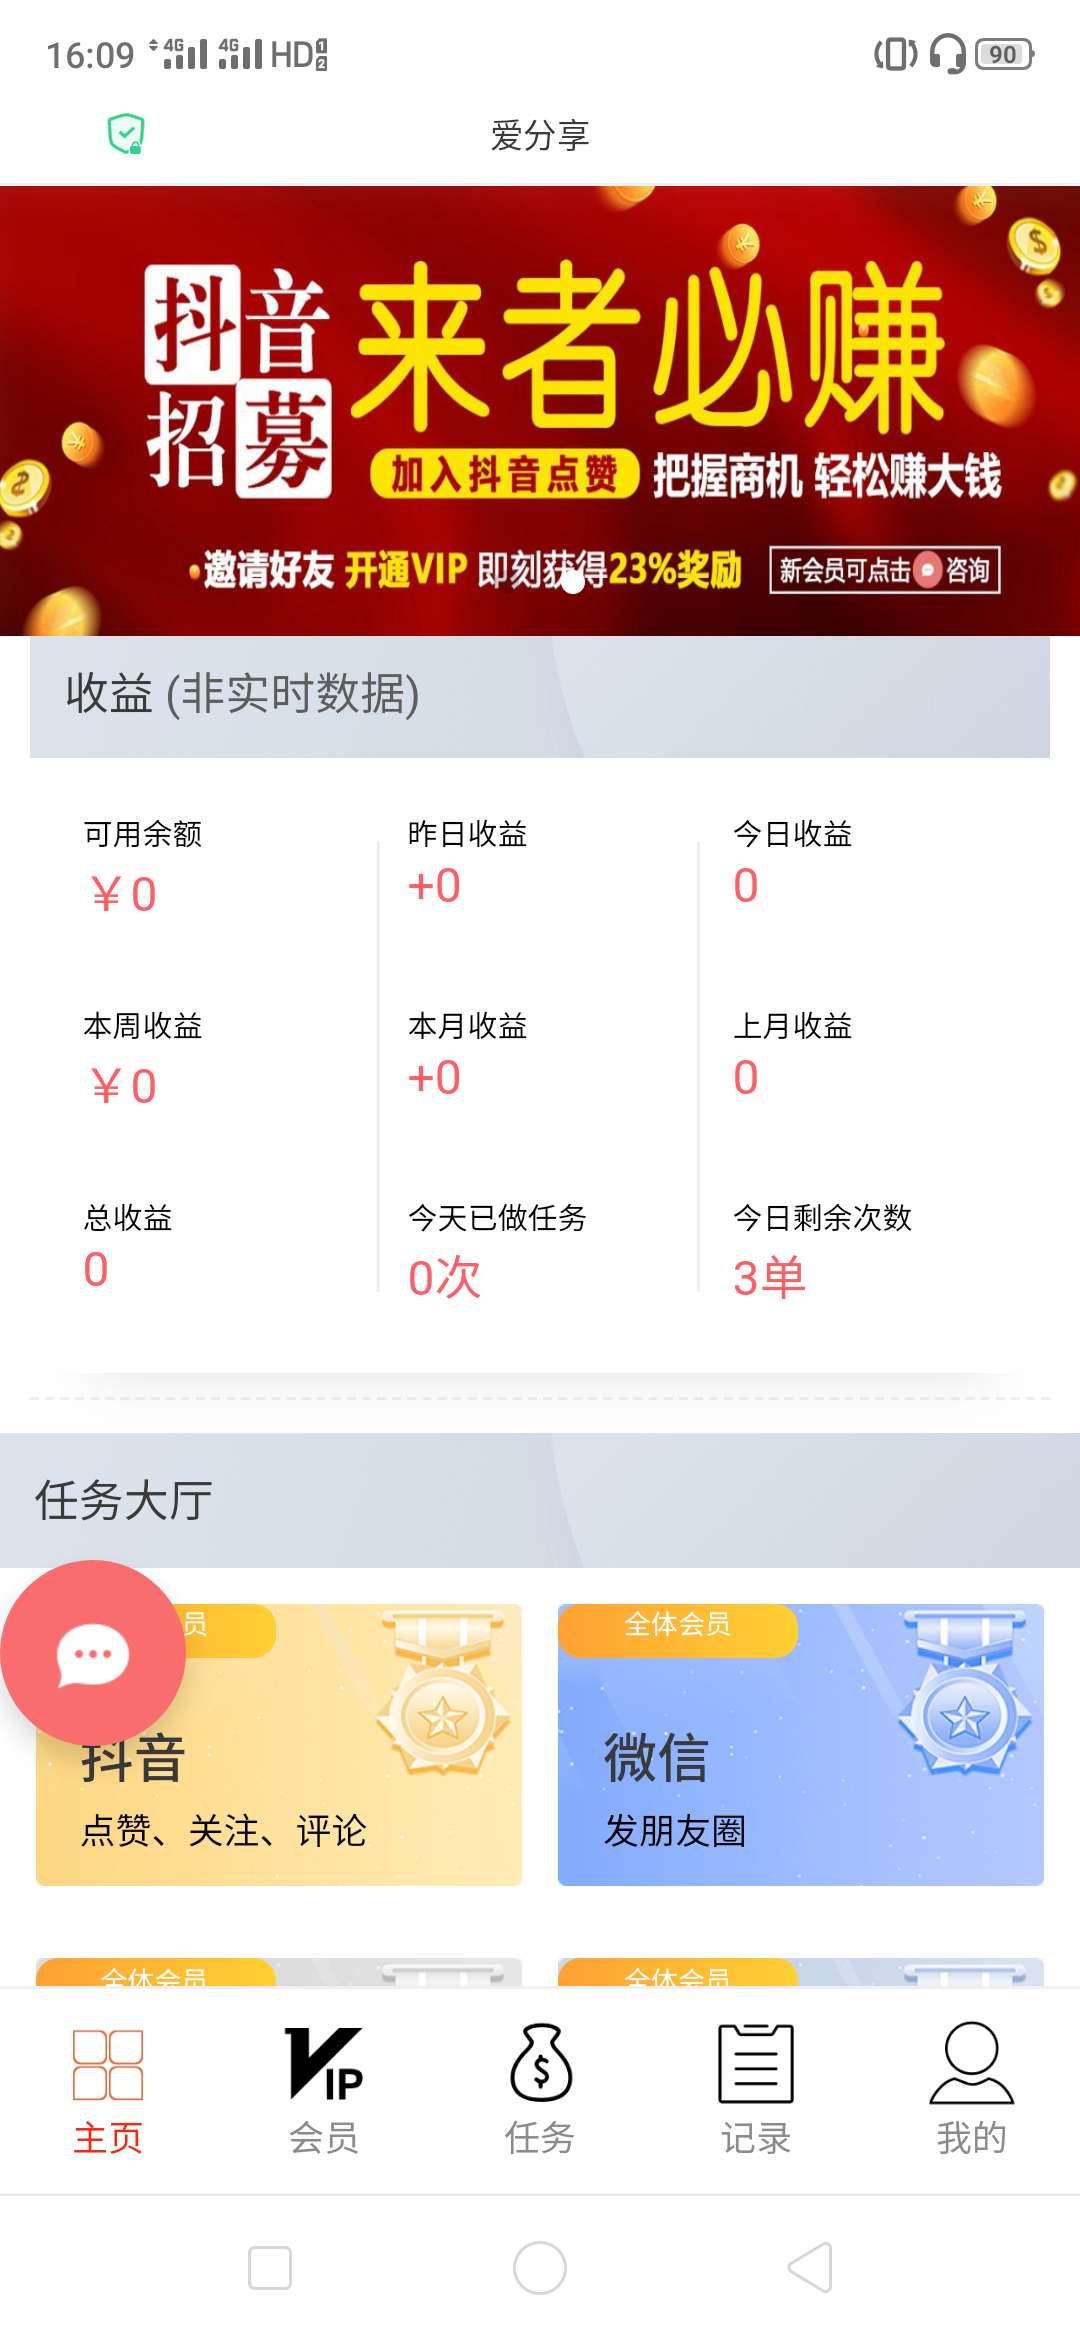 16:09 4G 4G HD 1 2 90
爱分享
抖音招募
来者必赚
加入抖音点赞 把握商机 轻松赚大钱
邀请好友 开通VIP 即刻获得23%奖励 新会员可点击 咨询
收益 (非实时数据)
可用余额 昨日收益 今日收益
￥0 +0 0
本周收益 本月收益 上月收益
￥0 +0 0
总收益 今天已做任务 今日剩余次数
0 0次 3单
任务大厅
员 全体会员
抖音 微信
点赞、关注、评论 发朋友圈
全体会员 全体会员
VIP
主页 会员 任务 记录 我的